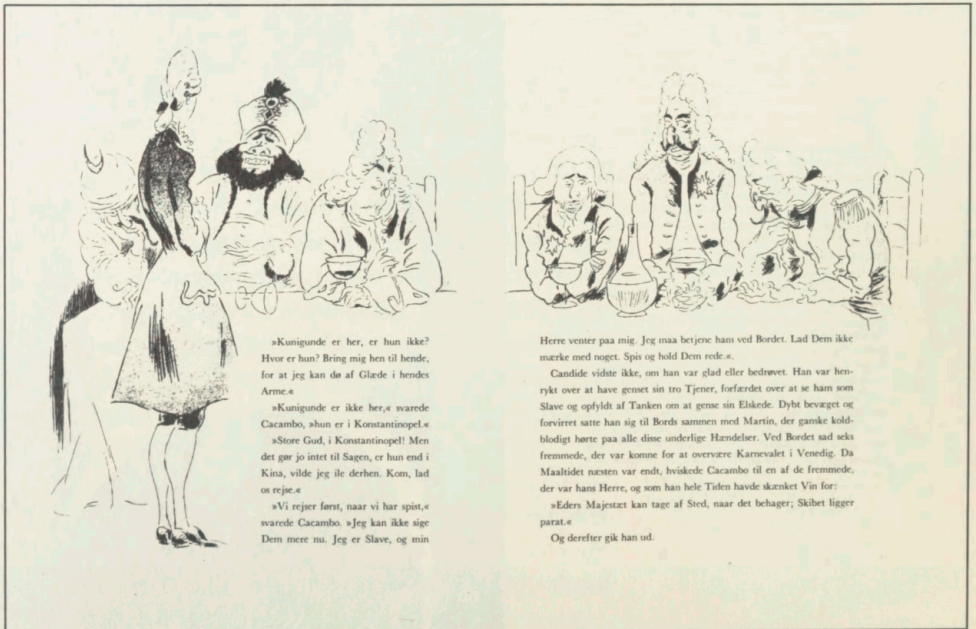 »Kunigunde er her, er hun ikke?
Hvor er hun? Bring mig hen til hende,
for at jeg kan dø af Glæde i hendes
Arme.«
»Kunigunde er ikke her,« svarede
Cacambo, »hun er i Konstantinopel.«
»Store Gud, i Konstantinopel! Men
det gør jo intet til Sagen, er hun end i
Kina, vilde jeg ile derhen. Kom, lad
os rejse.«
»Vi rejser først, naar vi har spist,«
svarede Cacambo. »Jeg kan ikke sige
Dem mere nu. Jeg er Slave, og min
Herre venter paa mig. Jeg maa betjene ham ved Bordet. Lad Dem ikke
mærke med noget. Spis og hold Dem rede.«.
Candide vidste ikke, om han var glad eller bedrøvet. Han var hen-
rykt over at have genset sin tro Tjener, forfærdet over at se ham som
Slave og opfyldt af Tanken om at gense sin Elskede. Dybt bevæget og
forvirret satte han sig til Bords sammen med Martin, der ganske kold-
blodigt hørte paa alle disse underlige Hændelser. Ved Bordet sad seks
fremmede, der var komne for at overvære Karnevalet i Venedig. Da
Maaltidet næsten var endt, hviskede Cacambo til en af de fremmede,
der var hans Herre, og som han hele Tiden havde skænket Vin for:
»Eders Majestæt kan tage af Sted, naar det behager; Skibet ligger
parat.«
Og derefter gik han ud.